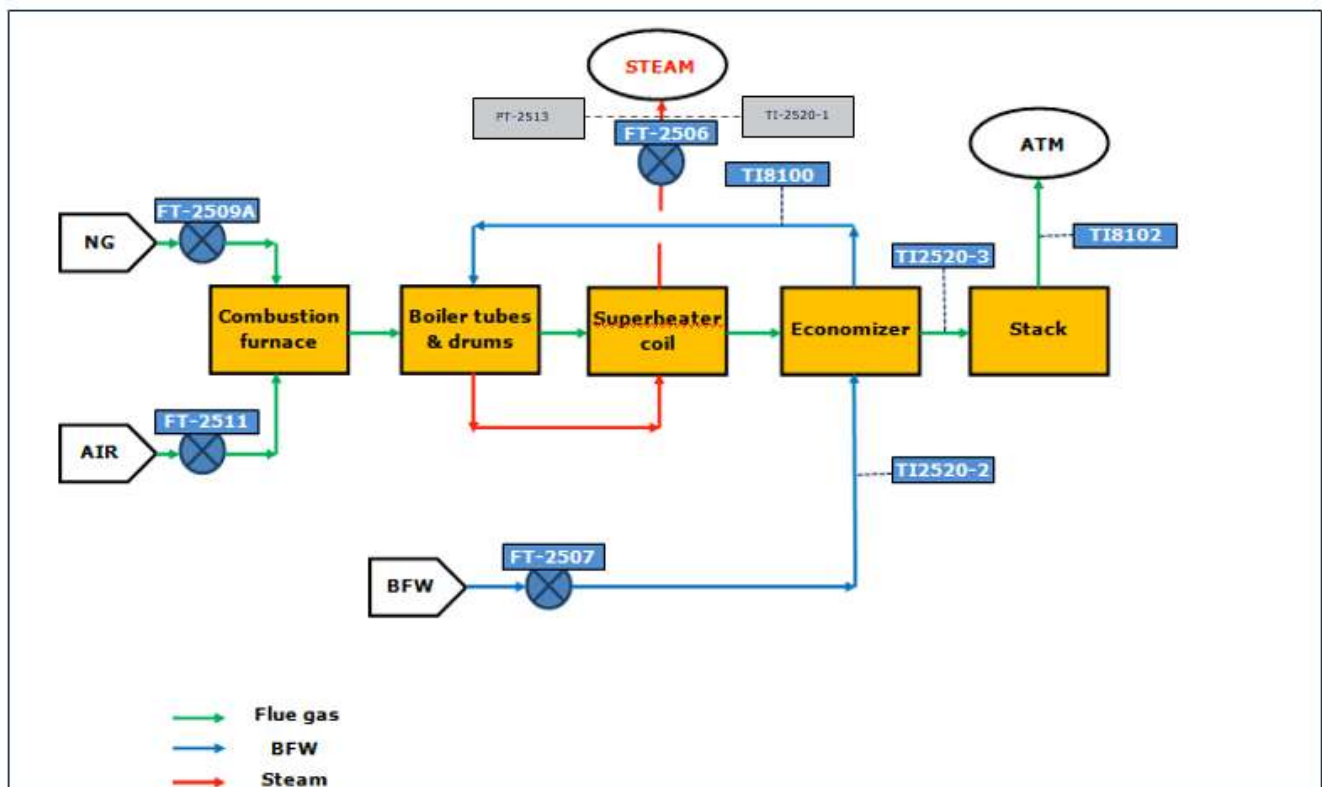 STEAM
PT-2513
TI-2520-1
FT-2506
ATM
TI8100
FT-2509A
NG
TI8102
TI2520-3
Combustion
furnace
Boiler tubes
& drums
Superheater
coil
Economizer
Stack
FT-2511
AIR
TI2520-2
FT-2507
BFW
Flue gas
BFW
Steam